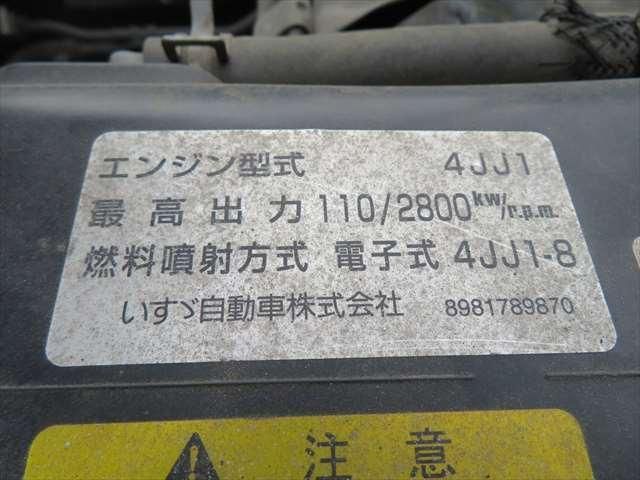 エンジン型式 4JJ1
最高出力 110/2800 kw/r.p.m.
燃料噴射方式 電子式 4JJ1-8
いすゞ自動車株式会社 8981789870
注意